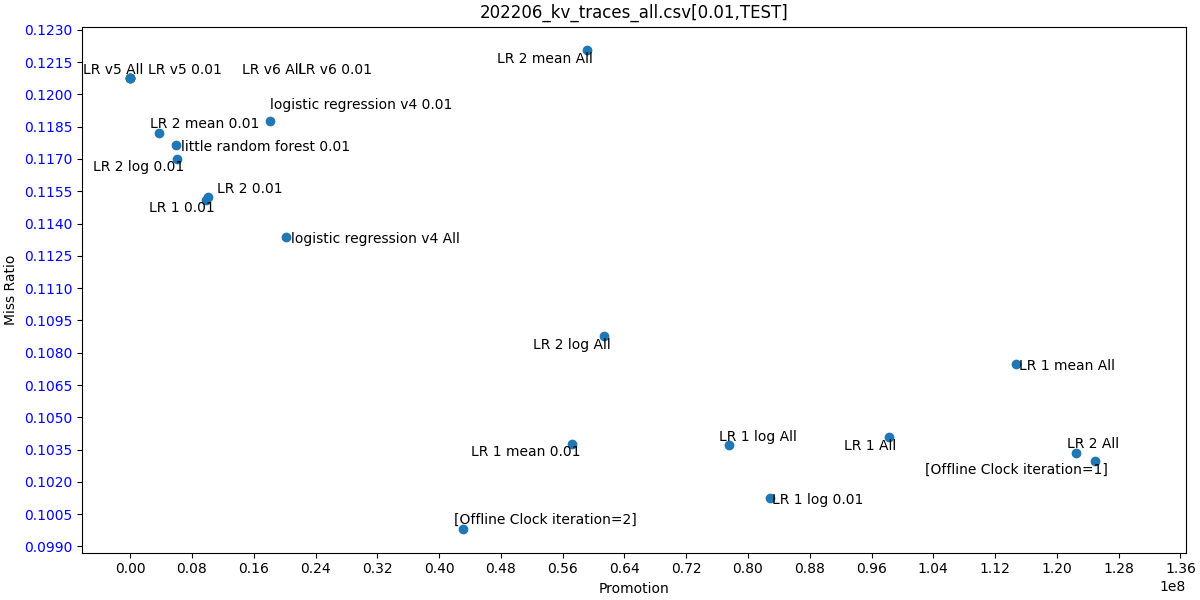 202206_kv_traces_all.csv[0.01,TEST]
0.1230
0.1215
0.1200
0.1185
0.1170
0.1155
0.1140
0.1125
0.1110
0.1095
0.1080
0.1065
0.1050
0.1035
0.1020
0.1005
0.0990
Miss Ratio
LR 2 mean All
LR v5 All LR v5 0.01 LR v6 All LR v6 0.01
logistic regression v4 0.01
LR 2 mean 0.01
little random forest 0.01
LR 2 log 0.01
LR 2 0.01
LR 1 0.01
logistic regression v4 All
LR 2 log All
LR 1 mean All
LR 1 log All
LR 2 All
LR 1 All
LR 1 mean 0.01
[Offline Clock iteration=1]
LR 1 log 0.01
[Offline Clock iteration=2]
0.00 0.08 0.16 0.24 0.32 0.40 0.48 0.56 0.64 0.72 0.80 0.88 0.96 1.04 1.12 1.20 1.28 1.36
1e8
Promotion